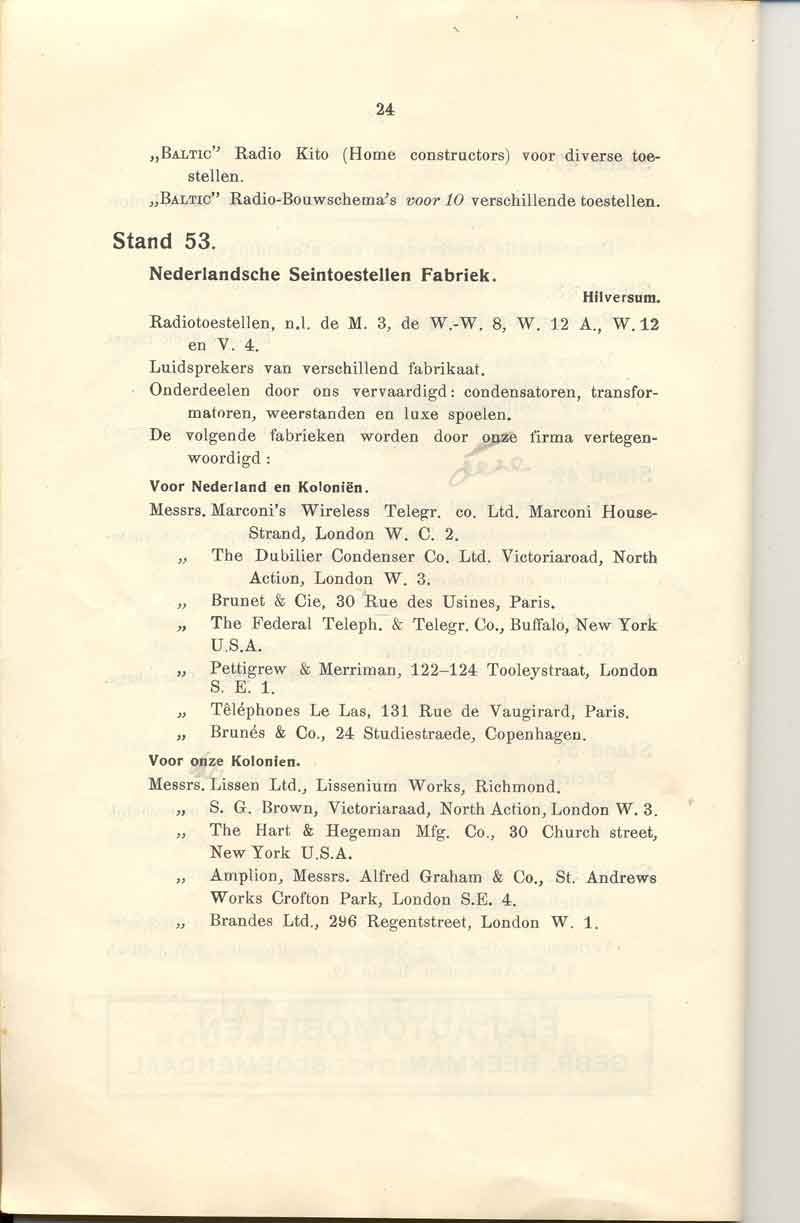 24
„BALTIC” Radio Kito (Home constructors) voor diverse toe-
stellen.
„BALTIC” Radio-Bouwschema's voor 10 verschillende toestellen.
Stand 53.
Nederlandsche Seintoestellen Fabriek.
Hilversum.
Radiotoestellen, n.l. de M. 3, de W.-W. 8, W. 12 A., W. 12
en V. 4.
Luidsprekers van verschillend fabrikaat.
Onderdeelen door ons vervaardigd: condensatoren, transfor-
matoren, weerstanden en luxe spoelen.
De volgende fabrieken worden door onze firma vertegen-
woordigd:
Voor Nederland en Koloniën.
Messrs. Marconi's Wireless Telegr. co. Ltd. Marconi House-
Strand, London W. C. 2.
„ The Dubilier Condenser Co. Ltd. Victoriaroad, North
Action, London W. 3.
„ Brunet & Cie, 30 Rue des Usines, Paris.
„ The Federal Teleph. & Telegr. Co., Buffalo, New York
U.S.A.
„ Pettigrew & Merriman, 122–124 Tooleystraat, London
S. E. 1.
„ Têléphones Le Las, 131 Rue de Vaugirard, Paris.
„ Brunés & Co., 24 Studiestraede, Copenhagen.
Voor onze Kolonien.
Messrs. Lissen Ltd., Lissenium Works, Richmond.
„ S. G. Brown, Victoriaraad, North Action, London W. 3.
„ The Hart & Hegeman Mfg. Co., 30 Church street,
New York U.S.A.
„ Amplion, Messrs. Alfred Graham & Co., St. Andrews
Works Crofton Park, London S.E. 4.
„ Brandes Ltd., 296 Regentstreet, London W. 1.